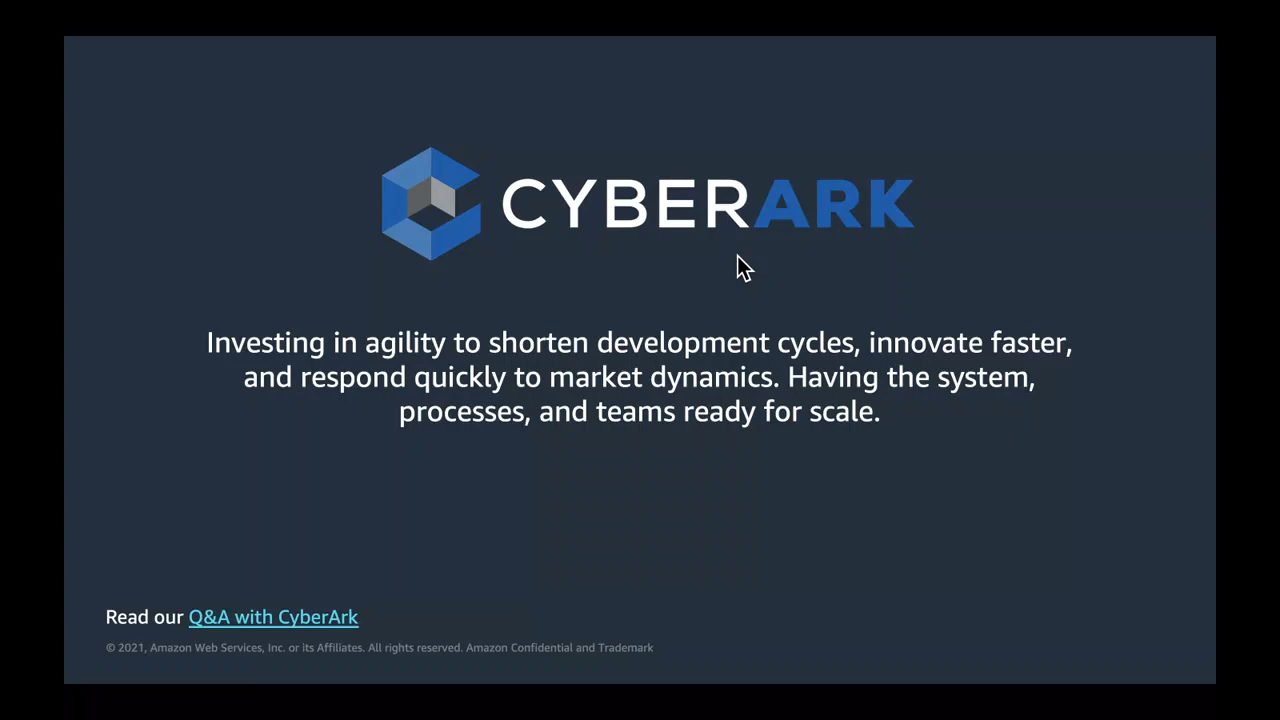 CYBERARK
Investing in agility to shorten development cycles, innovate faster,
and respond quickly to market dynamics. Having the system,
processes, and teams ready for scale.
Read our Q&A with CyberArk
© 2021, Amazon Web Services, Inc. or its Affiliates. All rights reserved. Amazon Confidential and Trademark